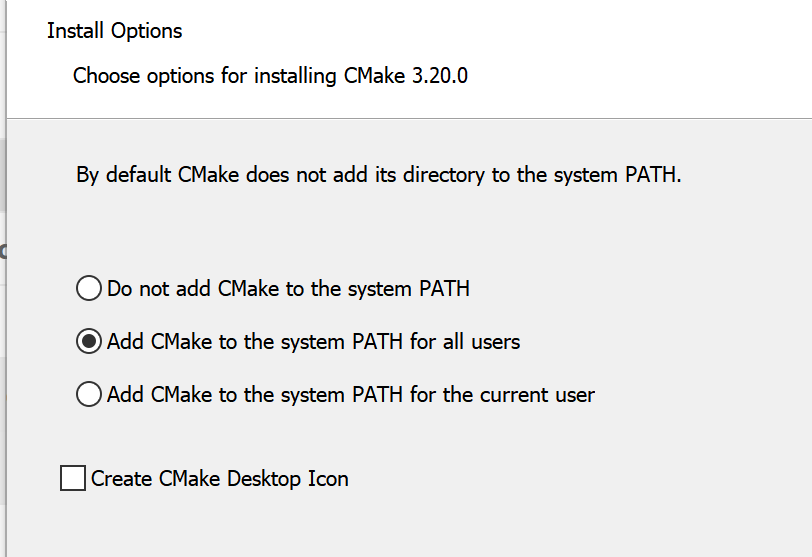 Install Options
Choose options for installing CMake 3.20.0
By default CMake does not add its directory to the system PATH.
Do not add CMake to the system PATH
Add CMake to the system PATH for all users
Add CMake to the system PATH for the current user
Create CMake Desktop Icon